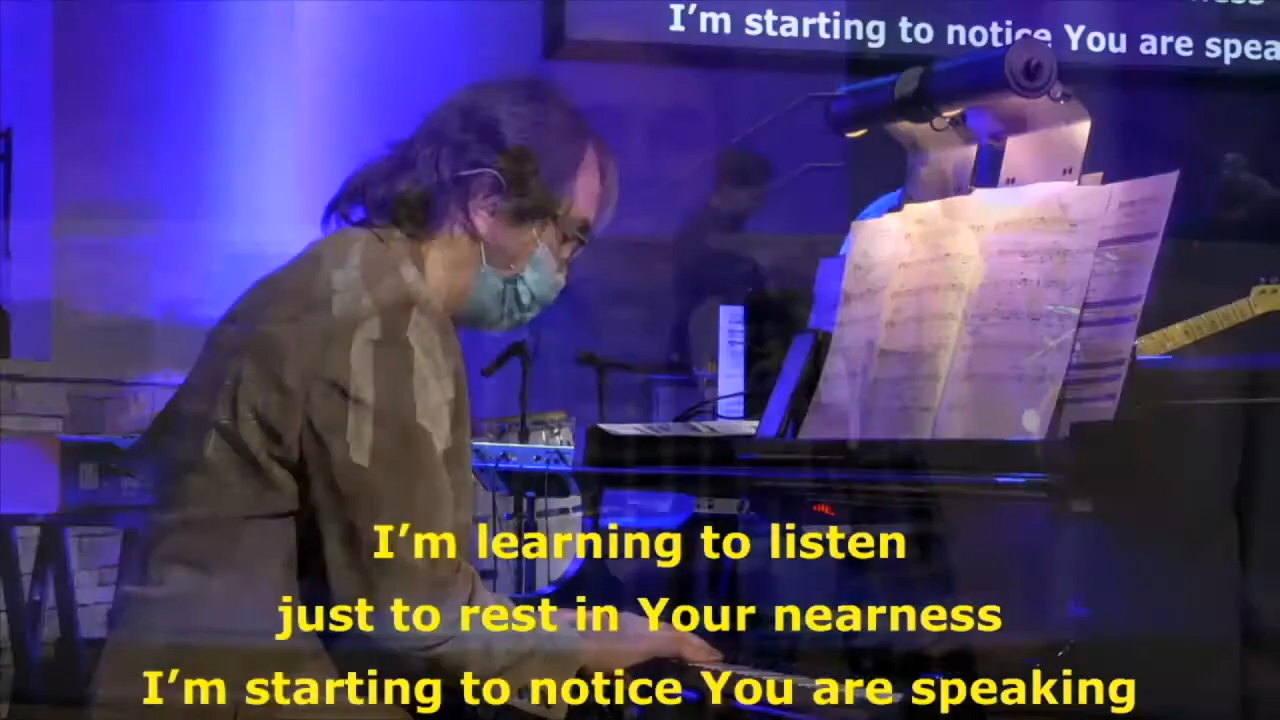 I'm starting to notice You are spea
I'm learning to listen
just to rest in Your nearness
I'm starting to notice You are speaking